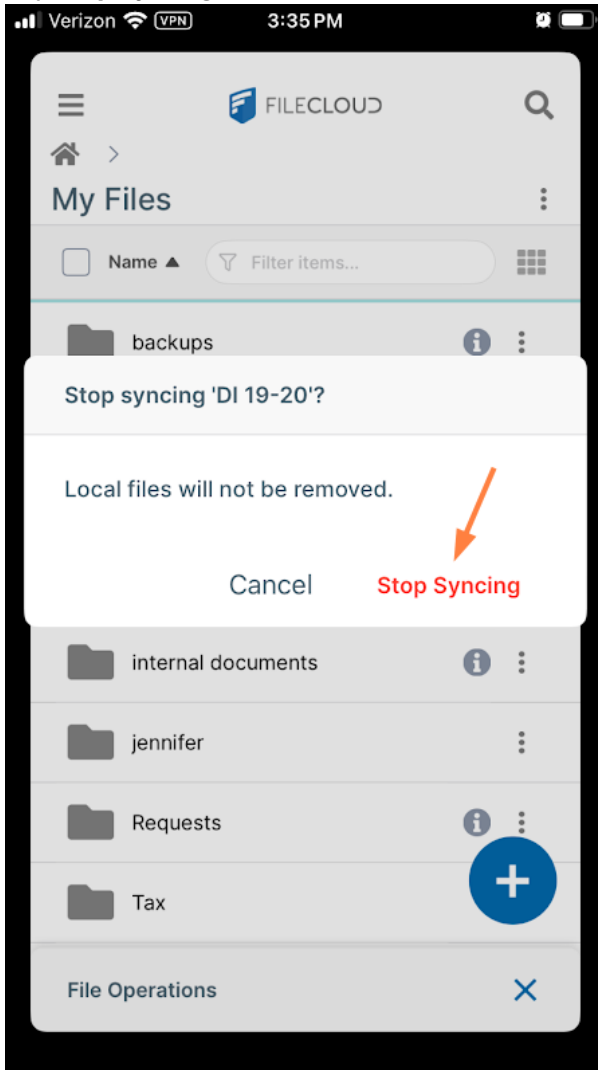 Verizon VPN 3:35 PM
FILECLOUD
My Files
Name Filter items...
backups
Stop syncing 'DI 19-20'?
Local files will not be removed.
Cancel Stop Syncing
internal documents
jennifer
Requests
Tax
File Operations